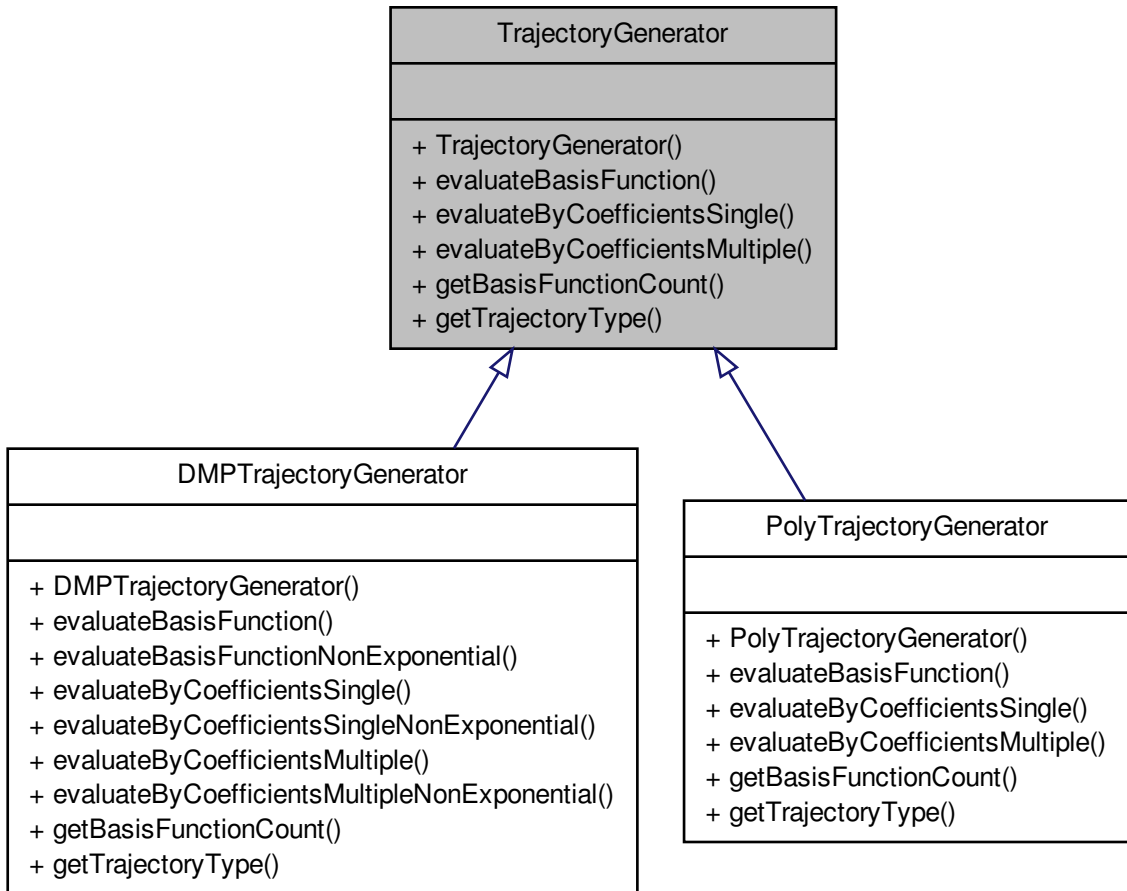 TrajectoryGenerator
+ TrajectoryGenerator()
+ evaluateBasisFunction()
+ evaluateByCoefficientsSingle()
+ evaluateByCoefficientsMultiple()
+ getBasisFunctionCount()
+ getTrajectoryType()
DMPTrajectoryGenerator
+ DMPTrajectoryGenerator()
+ evaluateBasisFunction()
+ evaluateBasisFunctionNonExponential()
+ evaluateByCoefficientsSingle()
+ evaluateByCoefficientsSingleNonExponential()
+ evaluateByCoefficientsMultiple()
+ evaluateByCoefficientsMultipleNonExponential()
+ getBasisFunctionCount()
+ getTrajectoryType()
PolyTrajectoryGenerator
+ PolyTrajectoryGenerator()
+ evaluateBasisFunction()
+ evaluateByCoefficientsSingle()
+ evaluateByCoefficientsMultiple()
+ getBasisFunctionCount()
+ getTrajectoryType()